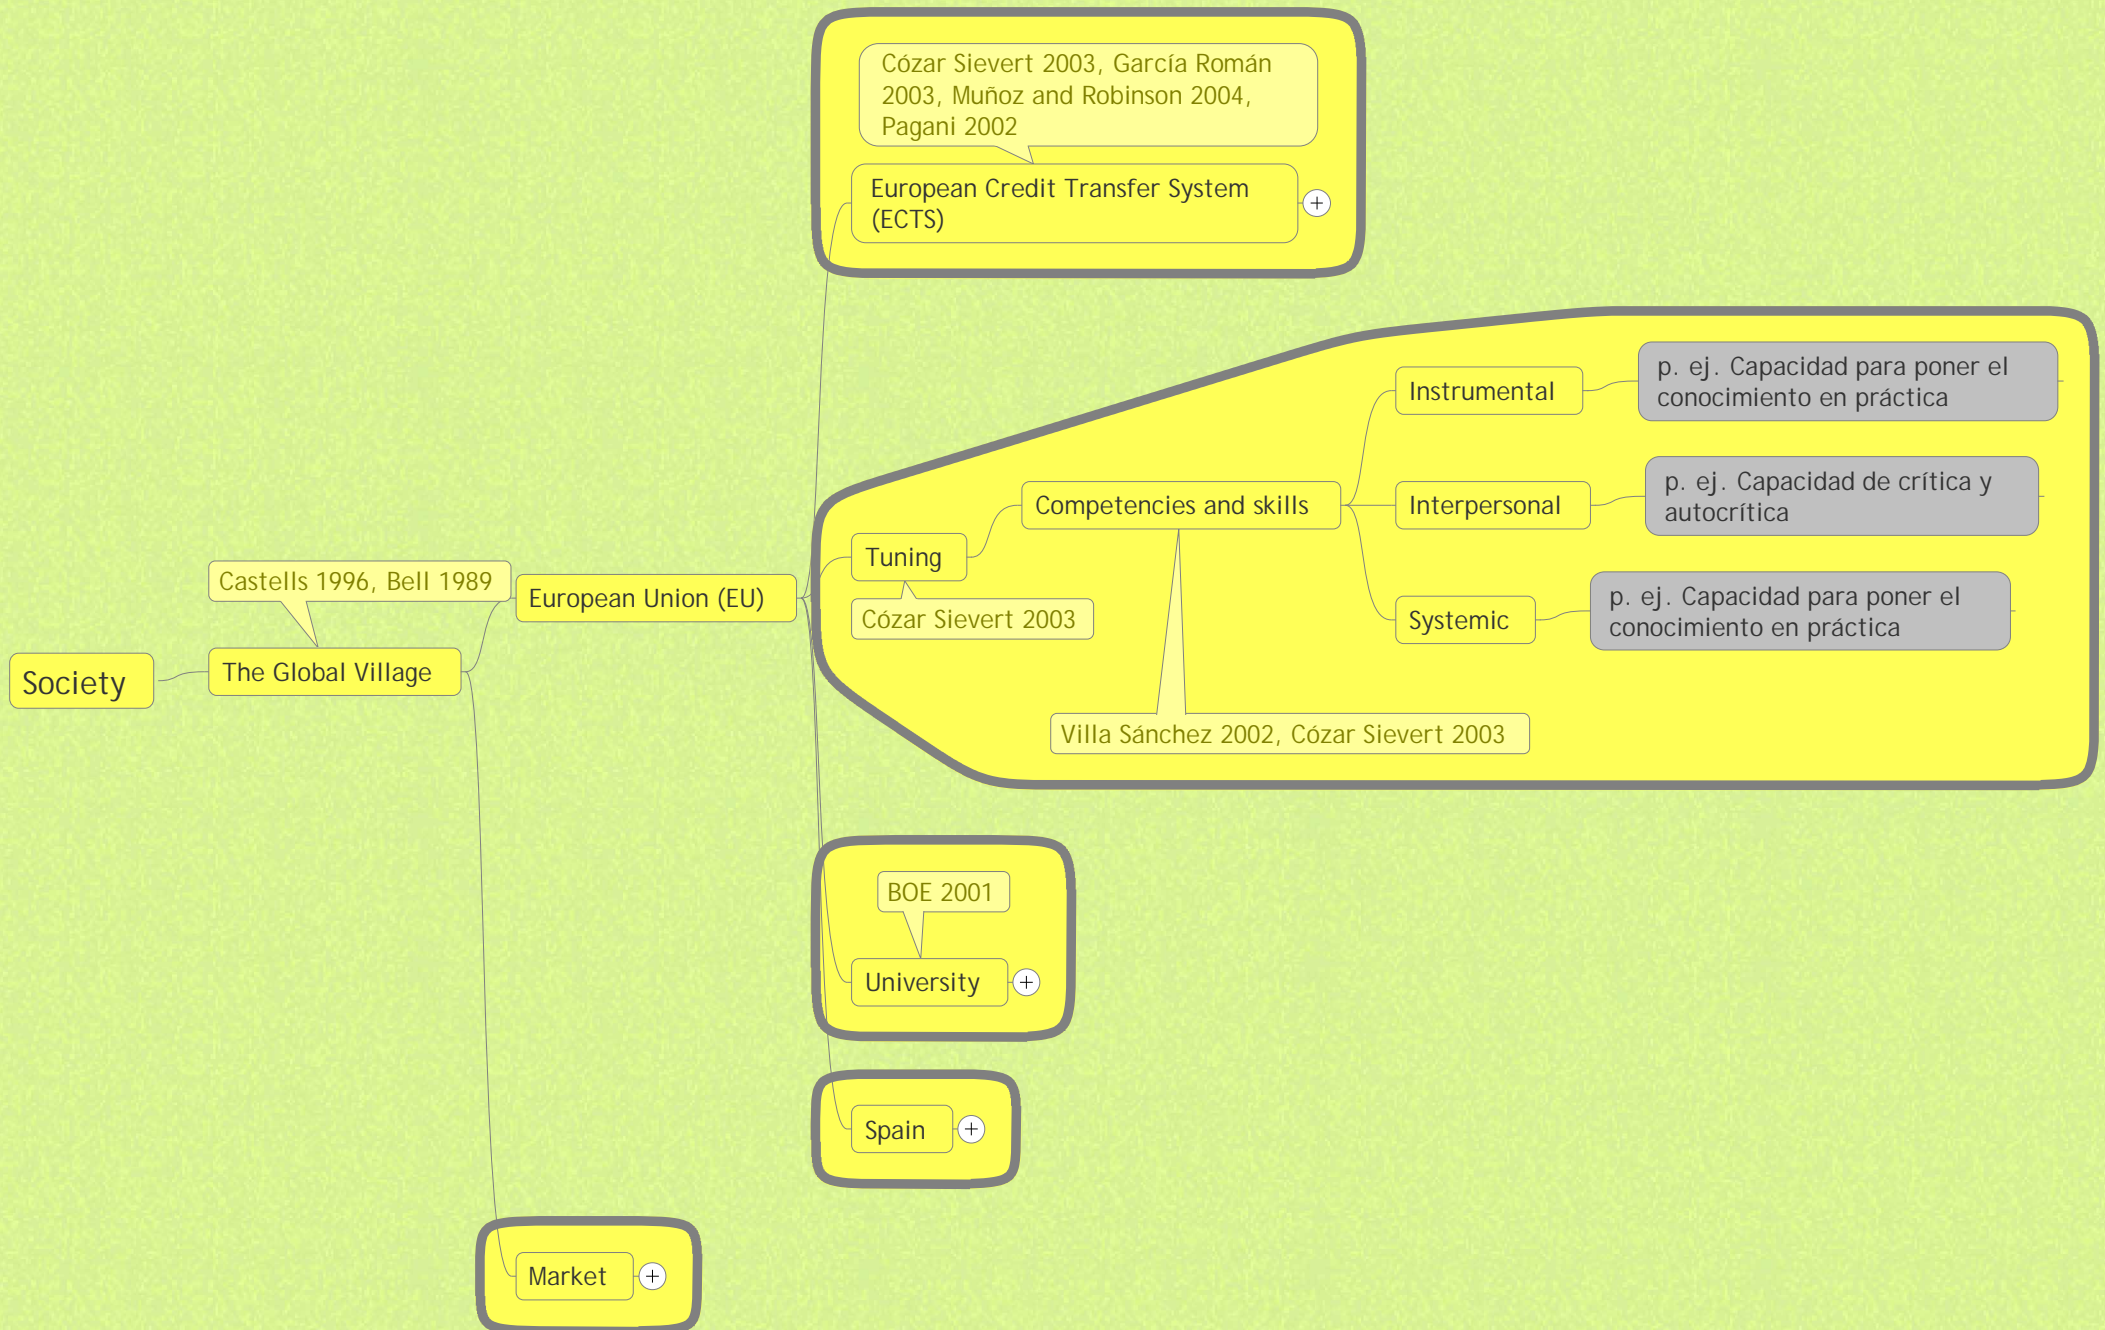 Cózar Sievert 2003, García Román
2003, Muñoz and Robinson 2004,
Pagani 2002
European Credit Transfer System
(ECTS)
Instrumental
p. ej. Capacidad para poner el
conocimiento en práctica
Competencies and skills
Interpersonal
p. ej. Capacidad de crítica y
autocrítica
Tuning
Cózar Sievert 2003
Systemic
p. ej. Capacidad para poner el
conocimiento en práctica
Villa Sánchez 2002, Cózar Sievert 2003
Castells 1996, Bell 1989
European Union (EU)
Society
The Global Village
BOE 2001
University
Spain
Market